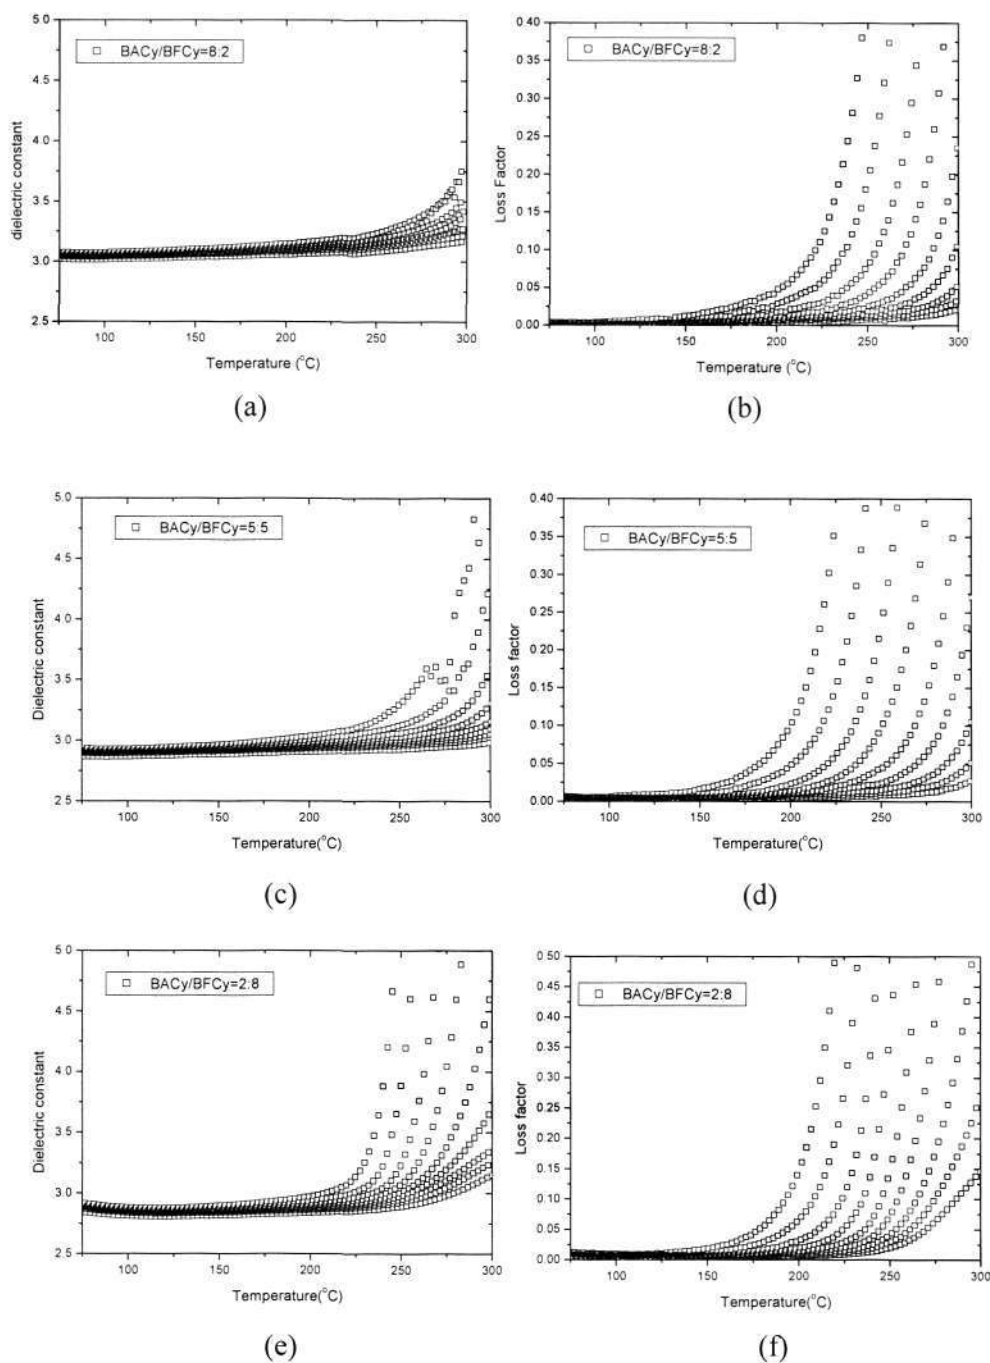 5.0
BACy/BFCy=8:2
4.5
4.0
3.5
3.0
2.5
dielectric constant
100 150 200 250 300
Temperature (°C)
(a)
0.40
BACy/BFCy=8:2
0.35
0.30
0.25
0.20
0.15
0.10
0.05
0.00
Loss Factor
100 150 200 250 300
Temperature (°C)
(b)
5.0
BACy/BFCy=5:5
4.5
4.0
3.5
3.0
2.5
Dielectric constant
100 150 200 250 300
Temperature(°C)
(c)
0.40
BACy/BFCy=5:5
0.35
0.30
0.25
0.20
0.15
0.10
0.05
0.00
Loss factor
100 150 200 250 300
Temperature(°C)
(d)
5.0
BACy/BFCy=2:8
4.5
4.0
3.5
3.0
2.5
Dielectric constant
100 150 200 250 300
Temperature(°C)
(e)
0.50
0.45
BACy/BFCy=2:8
0.40
0.35
0.30
0.25
0.20
0.15
0.10
0.05
0.00
Loss factor
100 150 200 250 300
Temperature(°C)
(f)